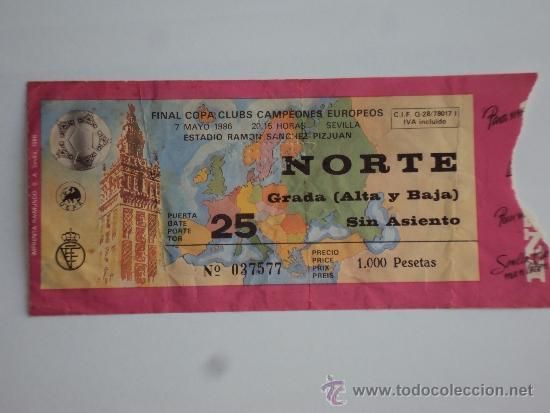 FINAL COPA CLUBS CAMPEONES EUROPEOS
7 MAYO 1986 20,15 HORAS SEVILLA
ESTADIO RAMON SANCHEZ PIZJUAN
C.I.F. Q-28/78017 I
IVA incluido
NORTE
Grada (Alta y Baja)
Sin Asiento
PUERTA
GATE
PORTE
TOR
25
Nº 037577
PRECIO
PRICE
PRIX
PREIS
1.000 Pesetas
todocoleccion
www.todocoleccion.net